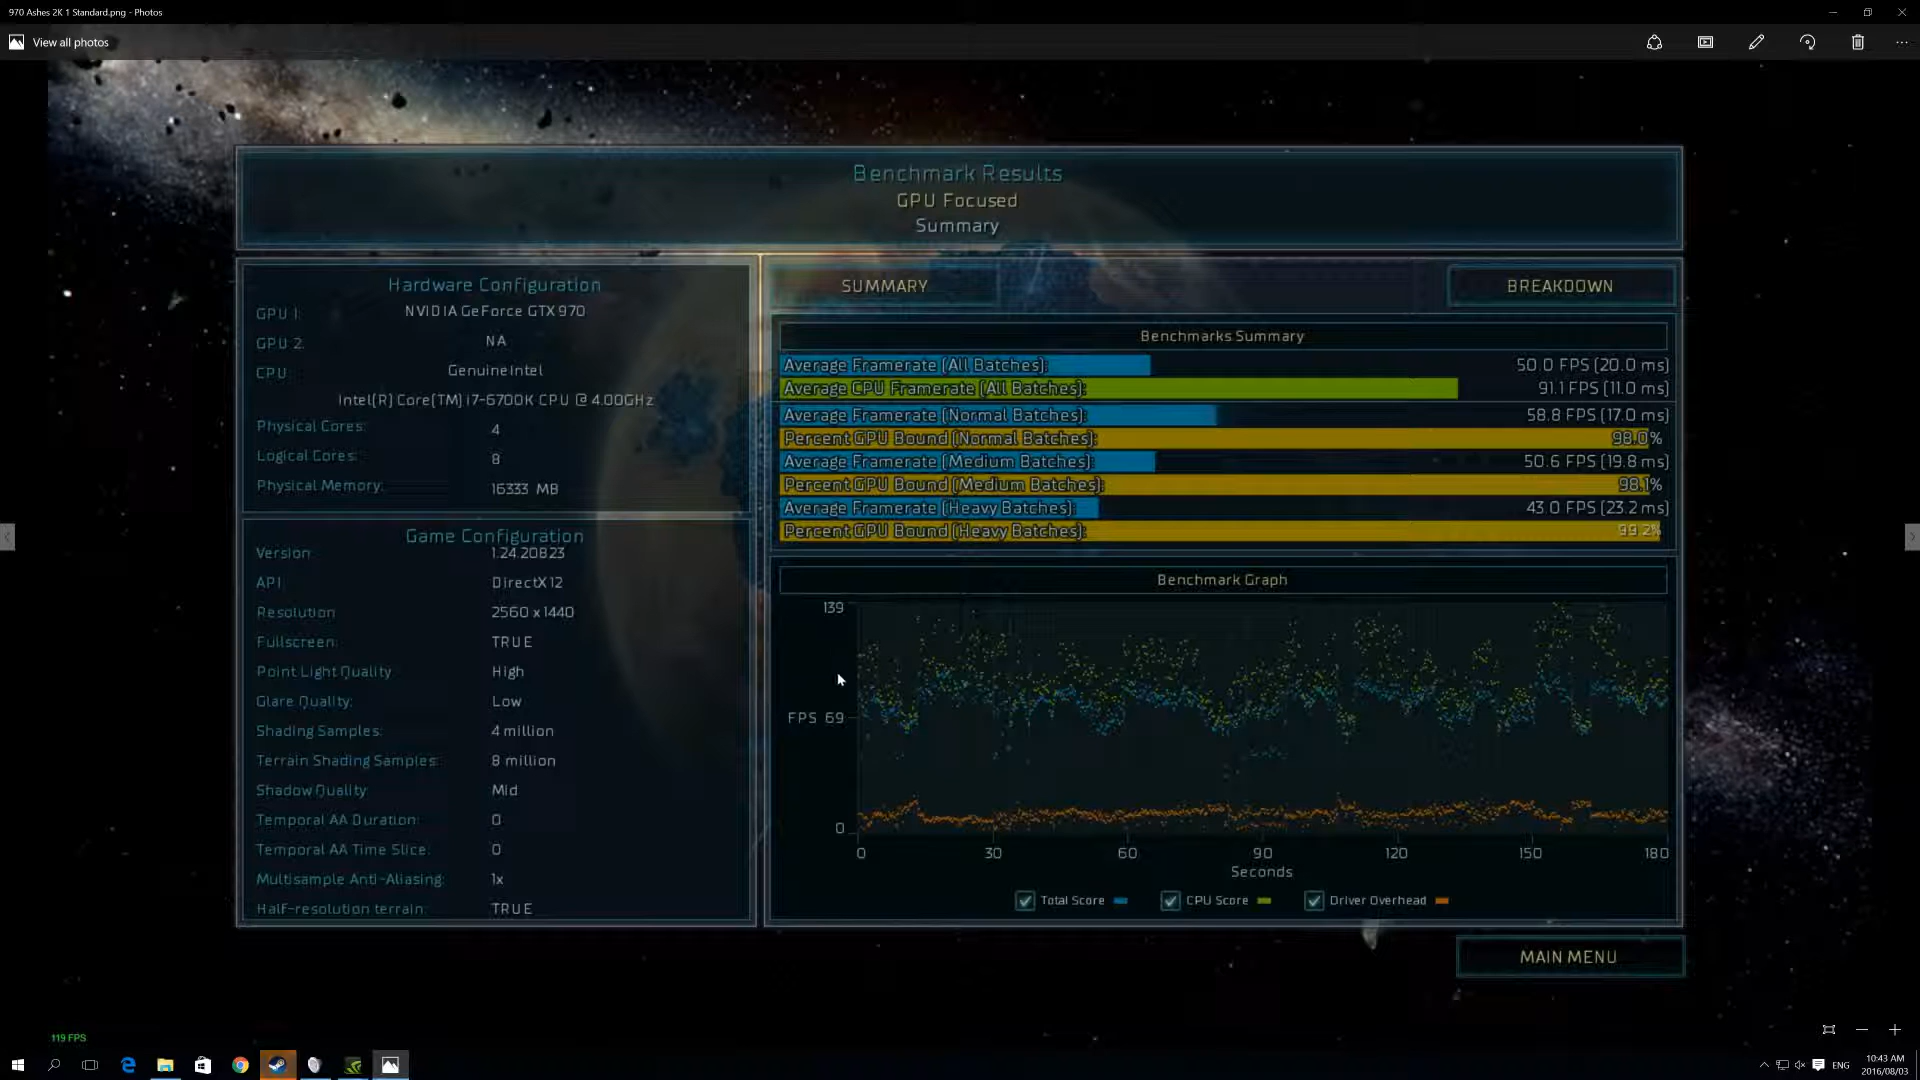 970 Ashes 2K 1 Standard.png - Photos
View all photos
Benchmark Results
GPU Focused
Summary
Hardware Configuration
GPU 1: NVIDIA GeForce GTX 970
GPU 2: NA
CPU: GenuineIntel
Intel(R) Core(TM) i7-6700K CPU @ 4.00GHz
Physical Cores: 4
Logical Cores: 8
Physical Memory: 16333 MB
Game Configuration
Version 1.24.20823
API: DirectX 12
Resolution 2560 x 1440
Fullscreen: TRUE
Point Light Quality High
Glare Quality: Low
Shading Samples: 4 million
Terrain Shading Samples: 8 million
Shadow Quality Mid
Temporal AA Duration: 0
Temporal AA Time Slice: 0
Multisample Anti-Aliasing: 1x
Half-resolution terrain: TRUE
SUMMARY
BREAKDOWN
Benchmarks Summary
Average Framerate (All Batches): 50.0 FPS (20.0 ms)
Average CPU Framerate (All Batches): 91.1 FPS (11.0 ms)
Average Framerate (Normal Batches): 58.8 FPS (17.0 ms)
Percent GPU Bound (Normal Batches): 98.0%
Average Framerate (Medium Batches): 50.6 FPS (19.8 ms)
Percent GPU Bound (Medium Batches): 98.1%
Average Framerate (Heavy Batches): 43.0 FPS (23.2 ms)
Percent GPU Bound (Heavy Batches): 99.2%
Benchmark Graph
139
FPS 69
0
0 30 60 90 120 150 180
Seconds
Total Score CPU Score Driver Overhead
MAIN MENU
119 FPS
ENG
10:43 AM
2016/08/03